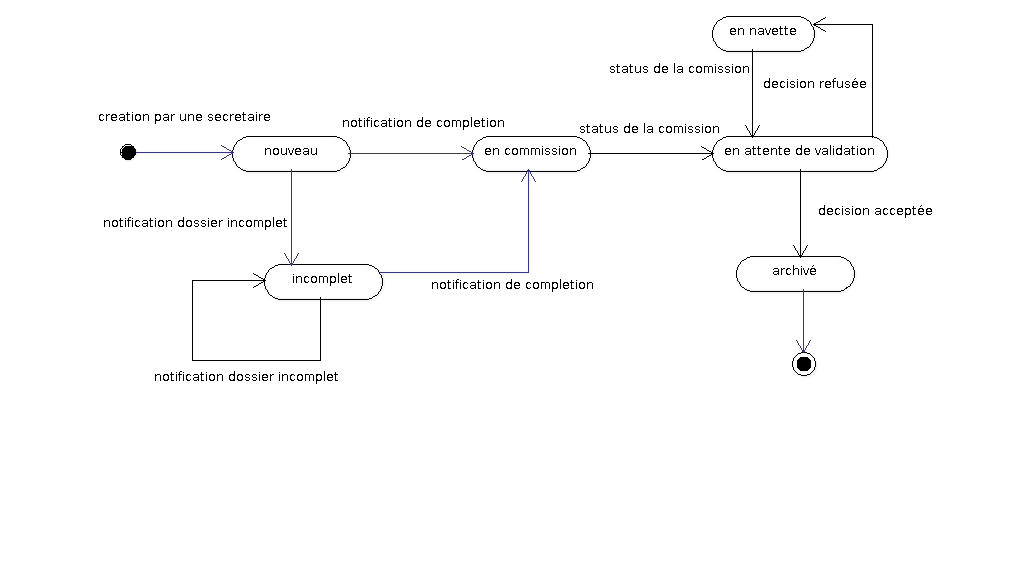 en navette
status de la comission
decision refusée
creation par une secretaire
notification de completion
status de la comission
nouveau
en commission
en attente de validation
notification dossier incomplet
decision acceptée
incomplet
archivé
notification de completion
notification dossier incomplet